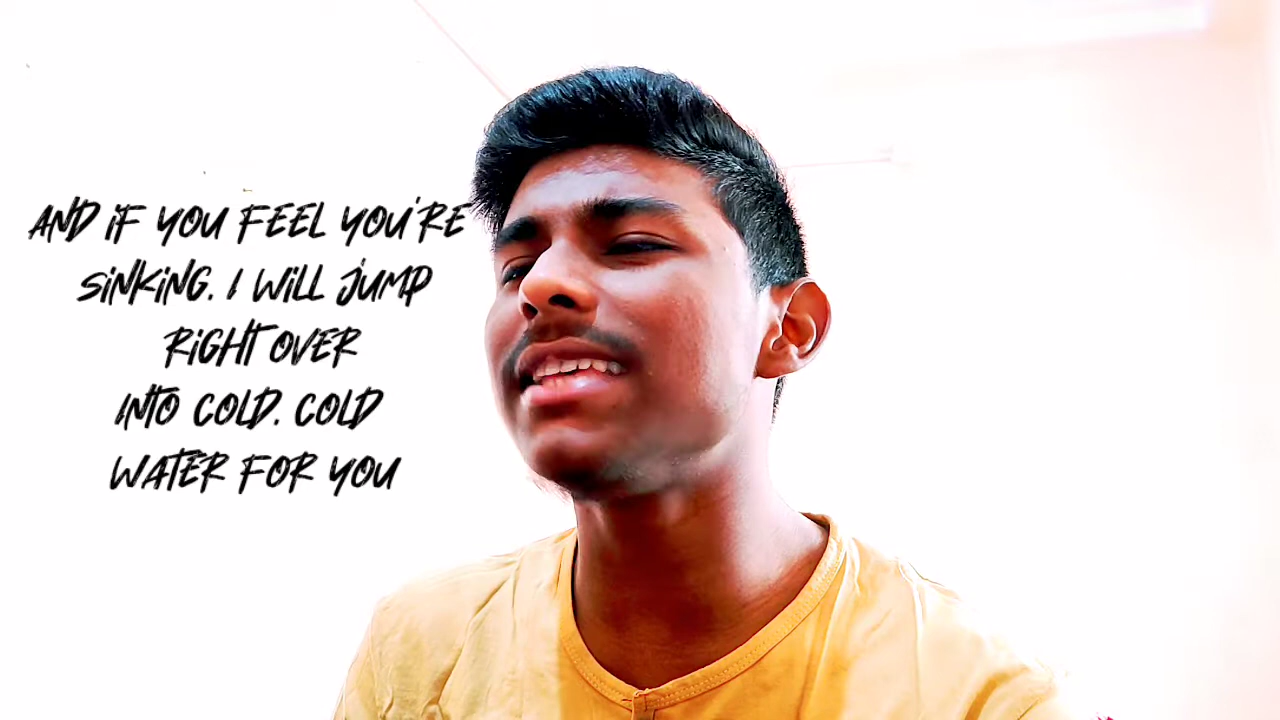 AND iF YOU FEEL YOU'RE
SiNKiNG. I WiLL JUMP
RiGHT OVER
INTO COLD. COLD
WATER FOR YOU